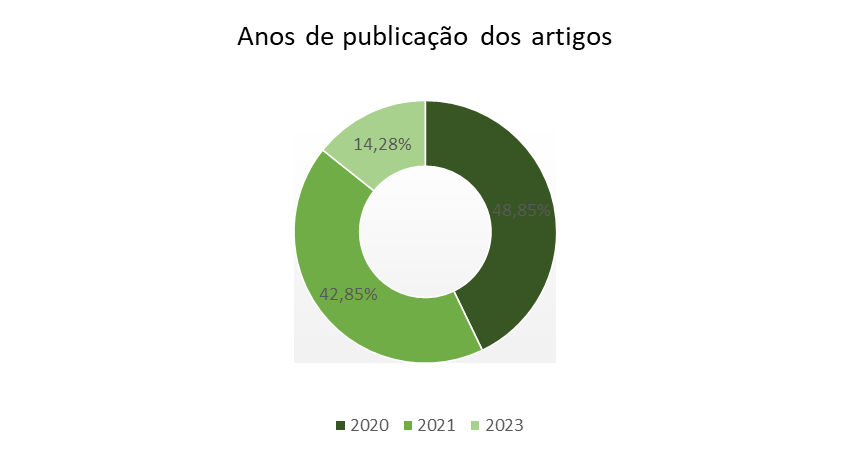 Anos de publicação dos artigos
14,28%
48,85%
42,85%
2020 2021 2023